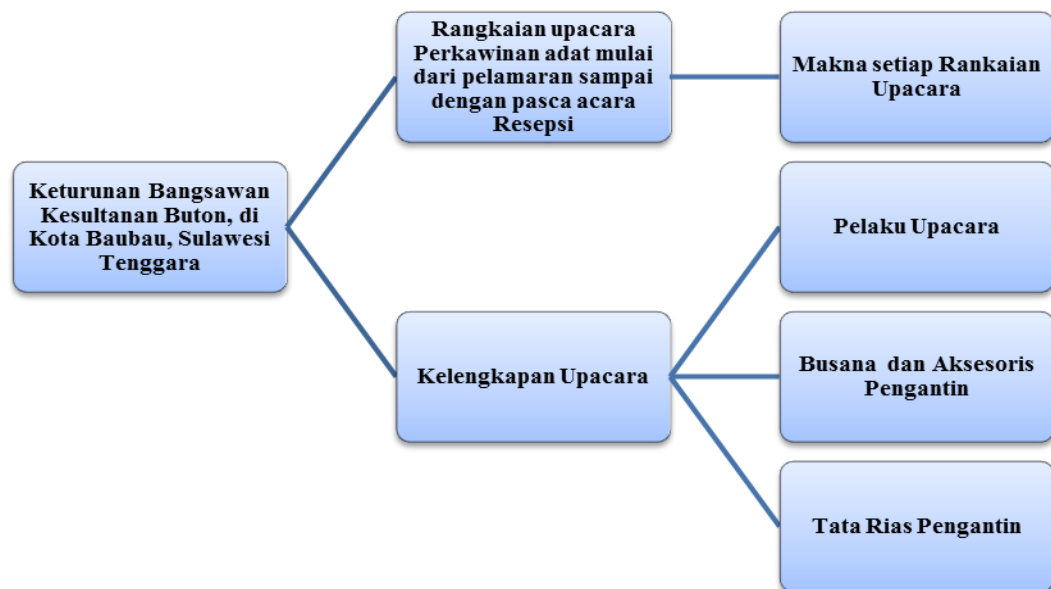 Rangkaian upacara
Perkawinan adat mulai
dari pelamaran sampai
dengan pasca acara
Resepsi
Makna setiap Rankaian
Upacara
Keturunan Bangsawan
Kesultanan Buton, di
Kota Baubau, Sulawesi
Tenggara
Pelaku Upacara
Kelengkapan Upacara
Busana dan Aksesoris
Pengantin
Tata Rias Pengantin